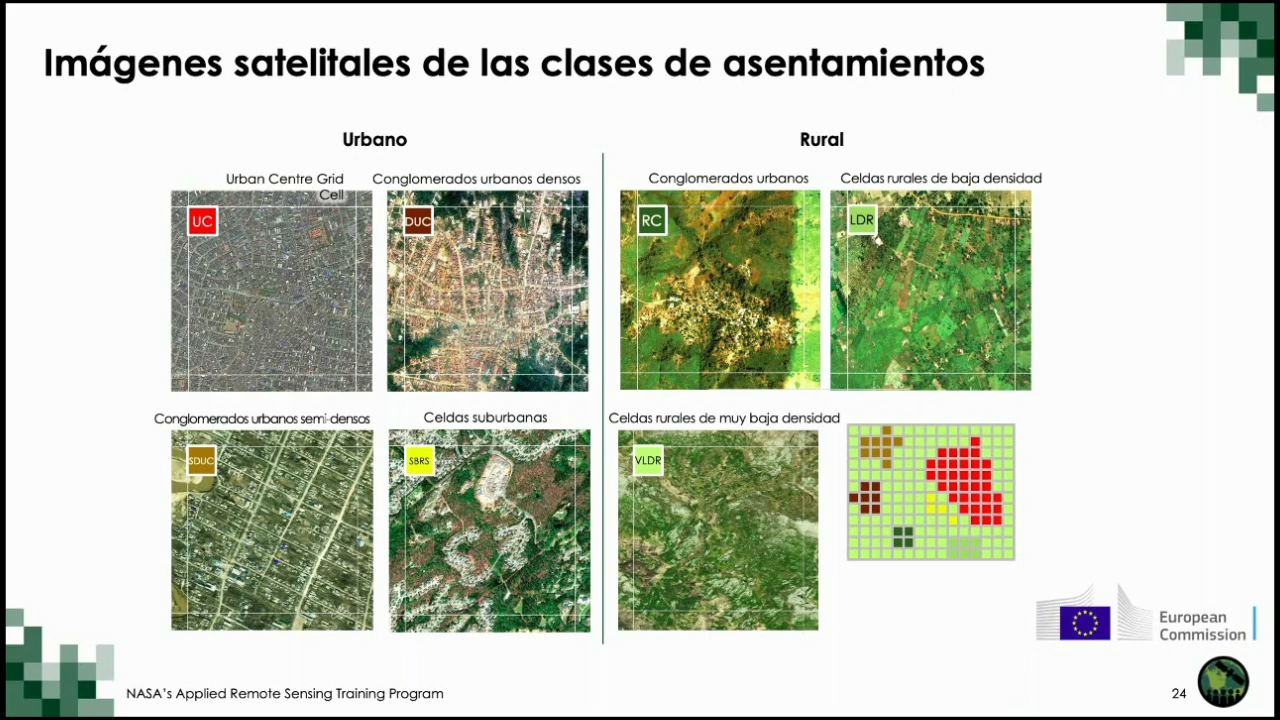 Imágenes satelitales de las clases de asentamientos
Urbano
Rural
Urban Centre Grid
Cell
Conglomerados urbanos densos
Conglomerados urbanos
Celdas rurales de baja densidad
UC
DUC
RC
LDR
Conglomerados urbanos semi-densos
Celdas suburbanas
Celdas rurales de muy baja densidad
SDUC
SBRS
VLDR
European
Commission
NASA's Applied Remote Sensing Training Program
24